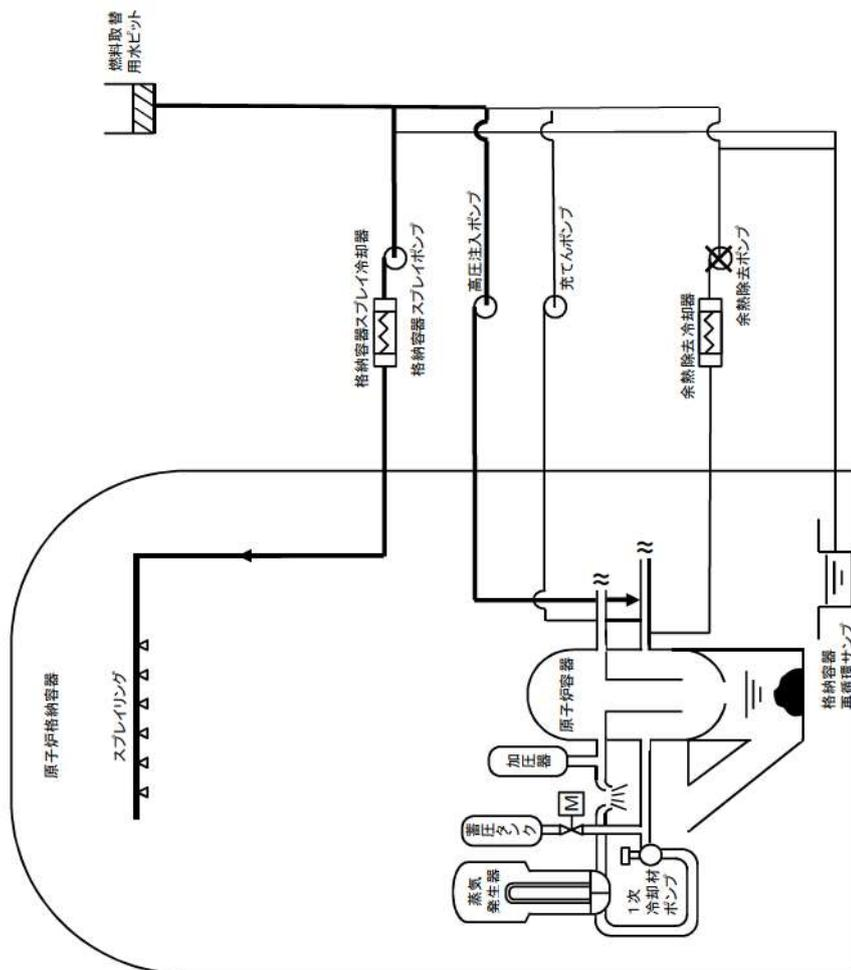 燃料取替
用水ピット
格納容器スプレイ冷却器
格納容器スプレイポンプ
高圧注入ポンプ
充てんポンプ
余熱除去冷却器
余熱除去ポンプ
原子炉格納容器
スプレイリング
原子炉容器
加圧器
蓄圧タンク
M
蒸気
発生器
1次
冷却材
ポンプ
格納容器
再循環サンプ